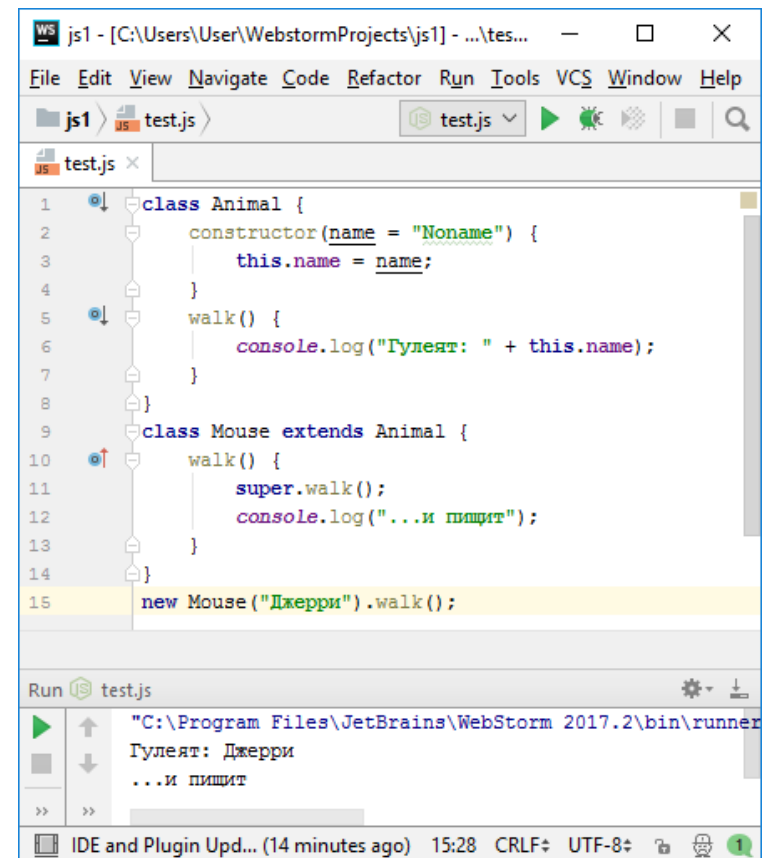 WS js1 - [C:\Users\User\WebstormProjects\js1] - ...\tes...
File Edit View Navigate Code Refactor Run Tools VCS Window Help
js1 test.js test.js
test.js
1 class Animal {
2 constructor(name = "Noname") {
3 this.name = name;
4 }
5 walk() {
6 console.log("Гулеят: " + this.name);
7 }
8 }
9 class Mouse extends Animal {
10 walk() {
11 super.walk();
12 console.log("...и пищит");
13 }
14 }
15 new Mouse("Джерри").walk();
Run test.js
"C:\Program Files\JetBrains\WebStorm 2017.2\bin\runner
Гулеят: Джерри
...и пищит
IDE and Plugin Upd... (14 minutes ago) 15:28 CRLF UTF-8 1